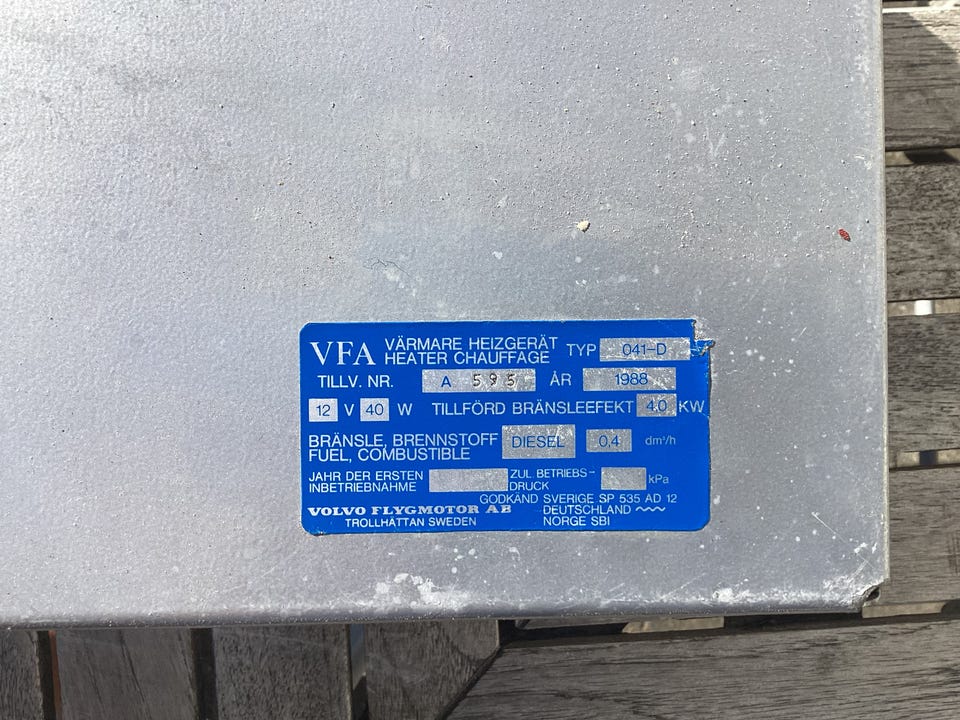 VFA VÄRMARE HEIZGERÄT TYP 041-D
HEATER CHAUFFAGE
TILLV. NR. A 595 ÅR 1988
12 V 40 W TILLFÖRD BRÄNSLEEFEKT 4.0 KW
BRÄNSLE, BRENNSTOFF DIESEL 0,4 dm³/h
FUEL, COMBUSTIBLE
JAHR DER ERSTEN ZUL. BETRIEBS- kPa
INBETRIEBNAHME DRUCK
GODKÄND SVERIGE SP 535 AD 12
VOLVO FLYGMOTOR AB DEUTSCHLAND
TROLLHÄTTAN SWEDEN NORGE SBI